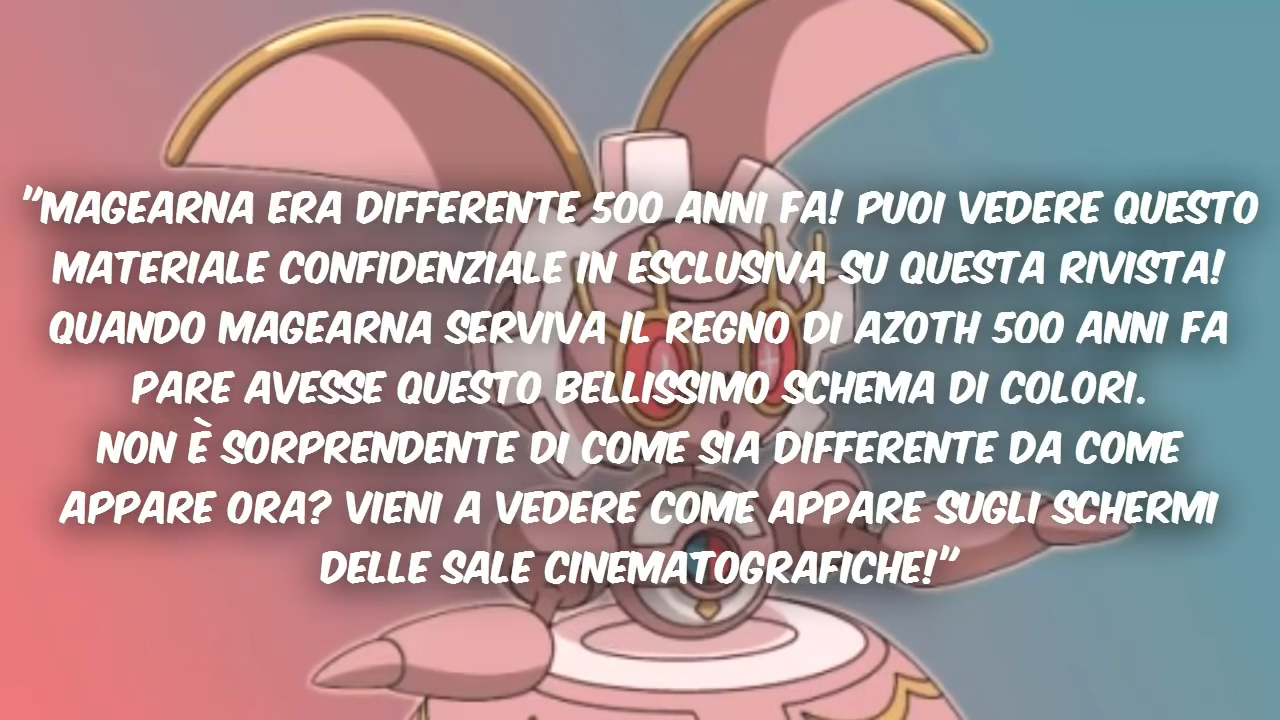 "MAGEARNA ERA DIFFERENTE 500 ANNI FA! PUOI VEDERE QUESTO
MATERIALE CONFIDENZIALE IN ESCLUSIVA SU QUESTA RIVISTA!
QUANDO MAGEARNA SERVIVA IL REGNO DI AZOTH 500 ANNI FA
PARE AVESSE QUESTO BELLISSIMO SCHEMA DI COLORI.
NON È SORPRENDENTE DI COME SIA DIFFERENTE DA COME
APPARE ORA? VIENI A VEDERE COME APPARE SUGLI SCHERMI
DELLE SALE CINEMATOGRAFICHE!"